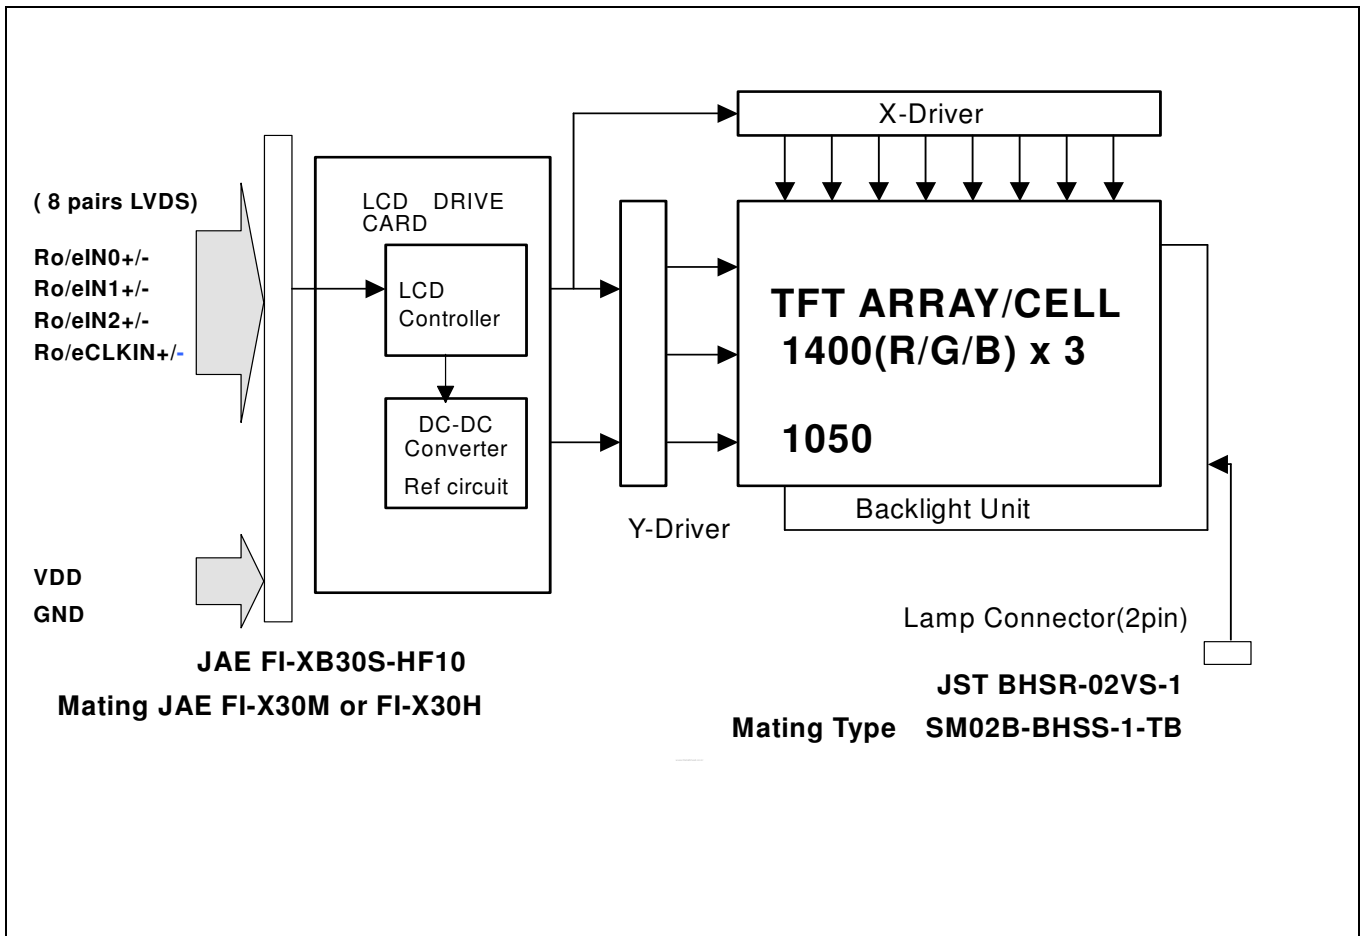 X-Driver
( 8 pairs LVDS)
Ro/eIN0+/-
Ro/eIN1+/-
Ro/eIN2+/-
Ro/eCLKIN+/-
LCD DRIVE
CARD
LCD
Controller
DC-DC
Converter
Ref circuit
TFT ARRAY/CELL
1400(R/G/B) x 3
1050
Backlight Unit
Y-Driver
VDD
GND
JAE FI-XB30S-HF10
Mating JAE FI-X30M or FI-X30H
Lamp Connector(2pin)
JST BHSR-02VS-1
Mating Type SM02B-BHSS-1-TB